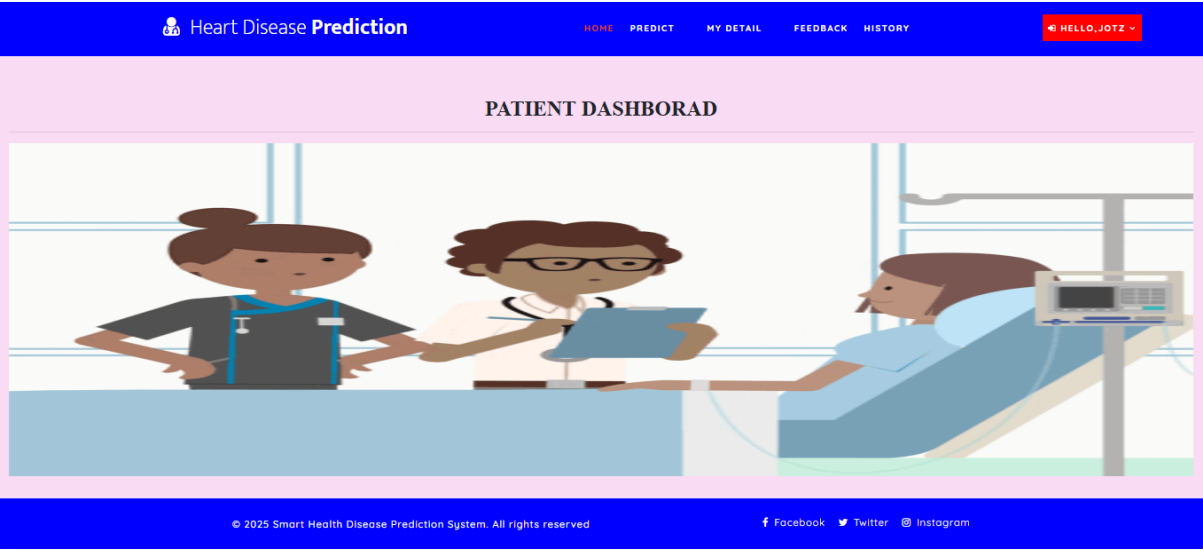 Heart Disease Prediction
HOME PREDICT MY DETAIL FEEDBACK HISTORY
HELLO,JOTZ
PATIENT DASHBORAD
© 2025 Smart Health Disease Prediction System. All rights reserved
Facebook Twitter Instagram